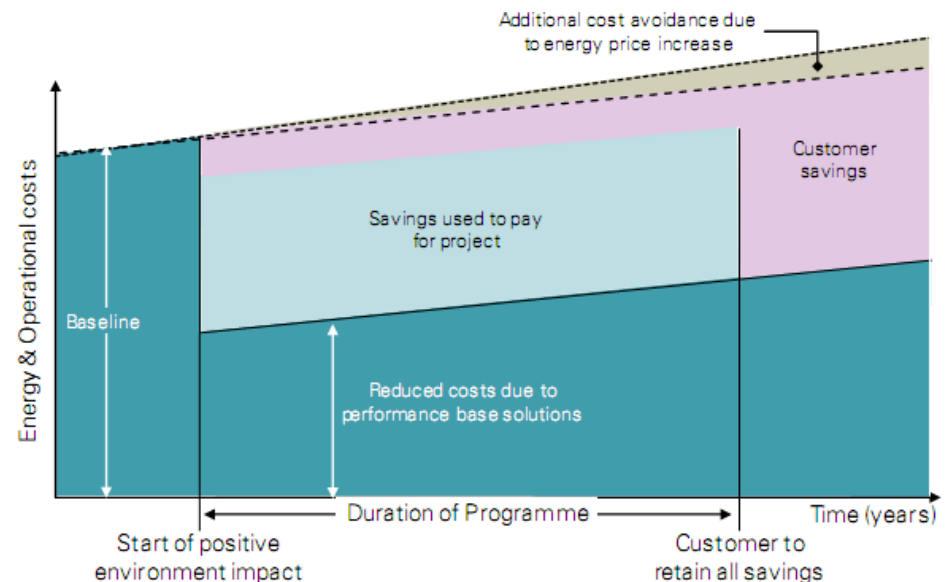 Additional cost avoidance due
to energy price increase
Energy & Operational costs
Customer
savings
Savings used to pay
for project
Baseline
Reduced costs due to
performance base solutions
Duration of Programme
Time (years)
Start of positive
environment impact
Customer to
retain all savings